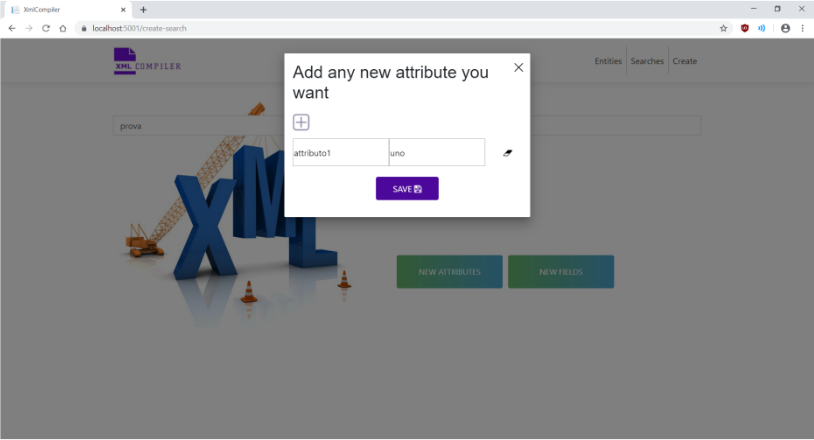 XmlCompiler
localhost:5001/create-search
XML COMPILER
Entities
Searches
Create
Add any new attribute you
want
prova
attributo1
uno
SAVE
XML
NEW ATTRIBUTES
NEW FIELDS